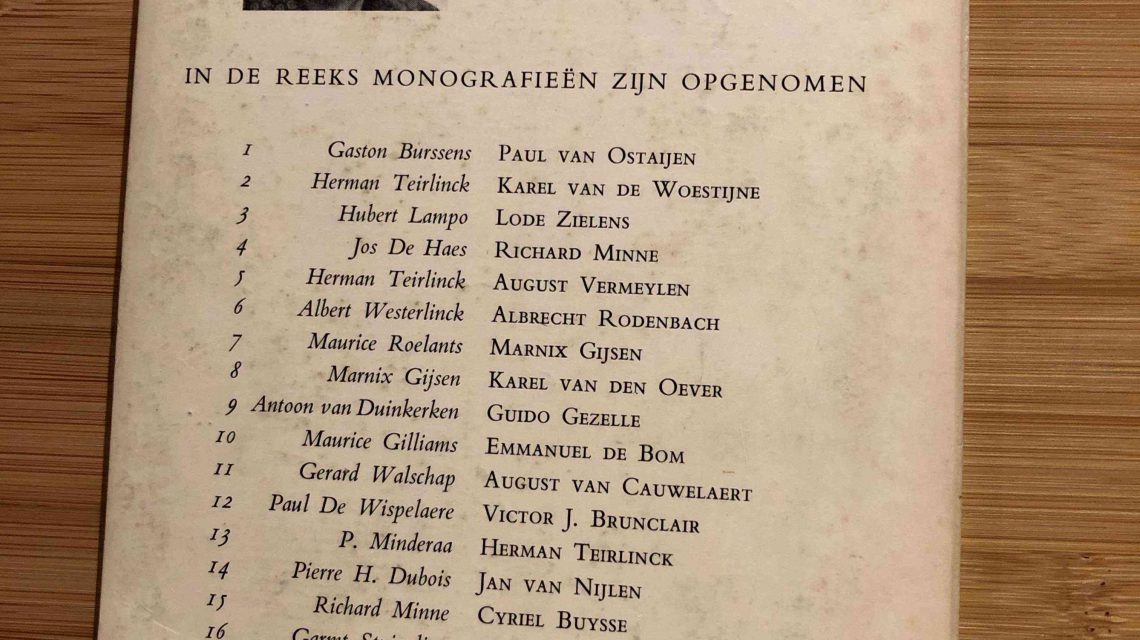 IN DE REEKS MONOGRAFIEËN ZIJN OPGENOMEN
1 Gaston Burssens PAUL VAN OSTAIJEN
2 Herman Teirlinck KAREL VAN DE WOESTIJNE
3 Hubert Lampo LODE ZIELENS
4 Jos De Haes RICHARD MINNE
5 Herman Teirlinck AUGUST VERMEYLEN
6 Albert Westerlinck ALBRECHT RODENBACH
7 Maurice Roelants MARNIX GIJSEN
8 Marnix Gijsen KAREL VAN DEN OEVER
9 Antoon van Duinkerken GUIDO GEZELLE
10 Maurice Gilliams EMMANUEL DE BOM
11 Gerard Walschap AUGUST VAN CAUWELAERT
12 Paul De Wispelaere VICTOR J. BRUNCLAIR
13 P. Minderaa HERMAN TEIRLINCK
14 Pierre H. Dubois JAN VAN NIJLEN
15 Richard Minne CYRIEL BUYSSE
16